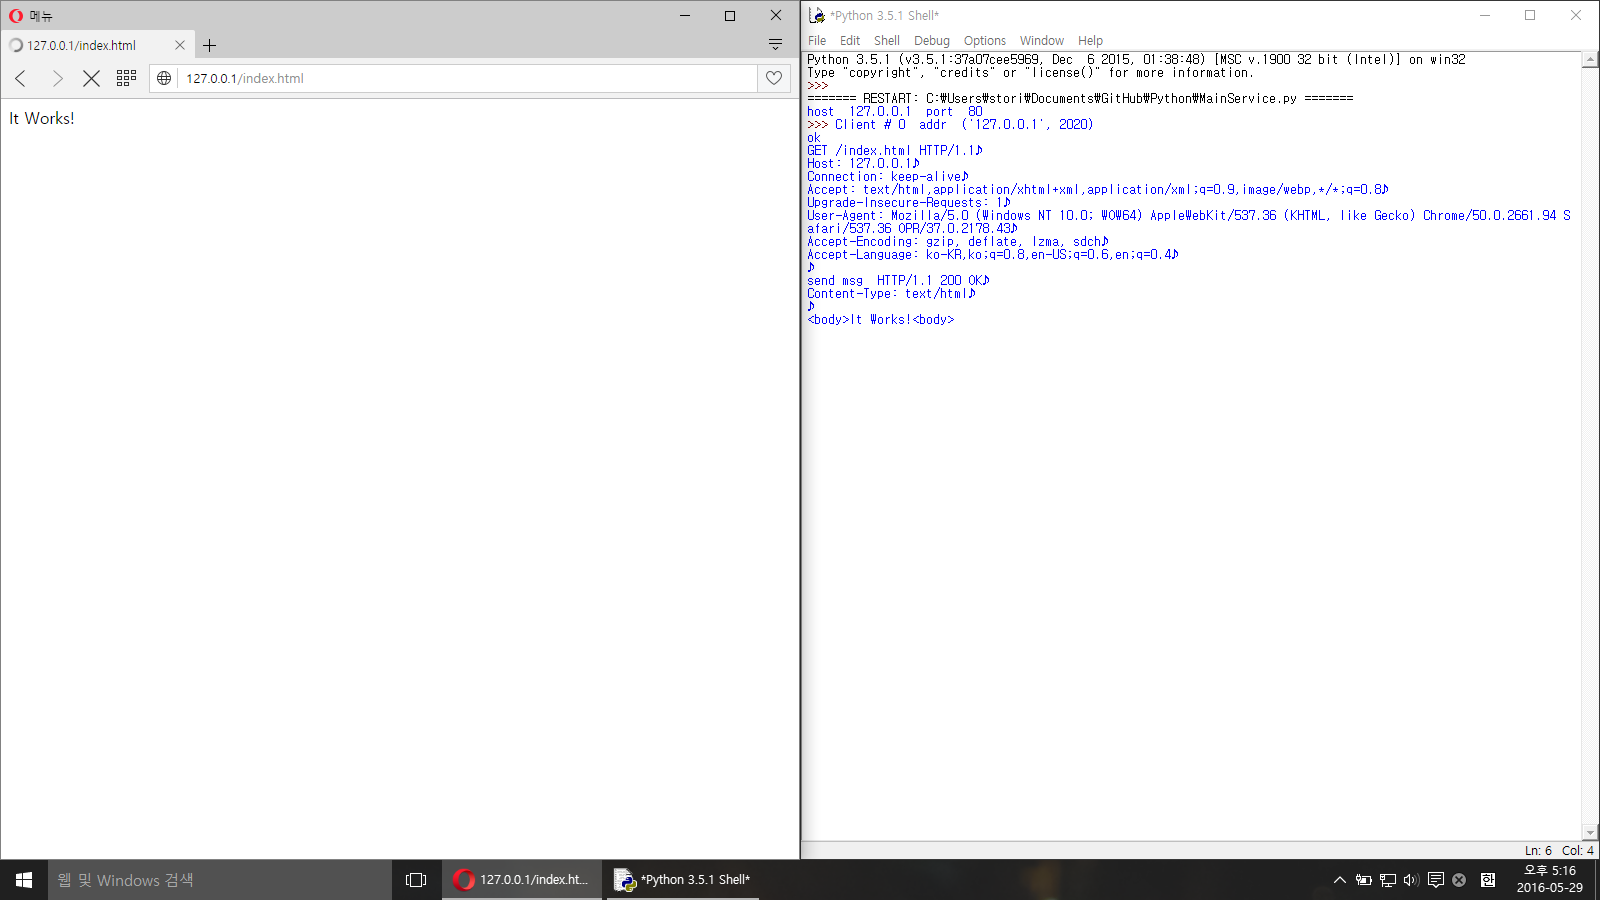 메뉴
127.0.0.1/index.html
127.0.0.1/index.html
It Works!
*Python 3.5.1 Shell*
File Edit Shell Debug Options Window Help
Python 3.5.1 (v3.5.1:37a07cee5969, Dec  6 2015, 01:38:48) [MSC v.1900 32 bit (Intel)] on win32
Type "copyright", "credits" or "license()" for more information.
>>>
======= RESTART: C:₩Users₩stori₩Documents₩GitHub₩Python₩MainService.py =======
host  127.0.0.1  port  80
>>> Client # 0  addr  ('127.0.0.1', 2020)
ok
GET /index.html HTTP/1.1♪
Host: 127.0.0.1♪
Connection: keep-alive♪
Accept: text/html,application/xhtml+xml,application/xml;q=0.9,image/webp,*/*;q=0.8♪
Upgrade-Insecure-Requests: 1♪
User-Agent: Mozilla/5.0 (Windows NT 10.0; WOW64) AppleWebKit/537.36 (KHTML, like Gecko) Chrome/50.0.2661.94 S
afari/537.36 OPR/37.0.2178.43♪
Accept-Encoding: gzip, deflate, lzma, sdch♪
Accept-Language: ko-KR,ko;q=0.8,en-US;q=0.6,en;q=0.4♪
♪
send msg  HTTP/1.1 200 OK♪
Content-Type: text/html♪
♪
<body>It Works!<body>
Ln: 6 Col: 4
웹 및 Windows 검색
127.0.0.1/index.ht...
*Python 3.5.1 Shell*
한
오후 5:16
2016-05-29